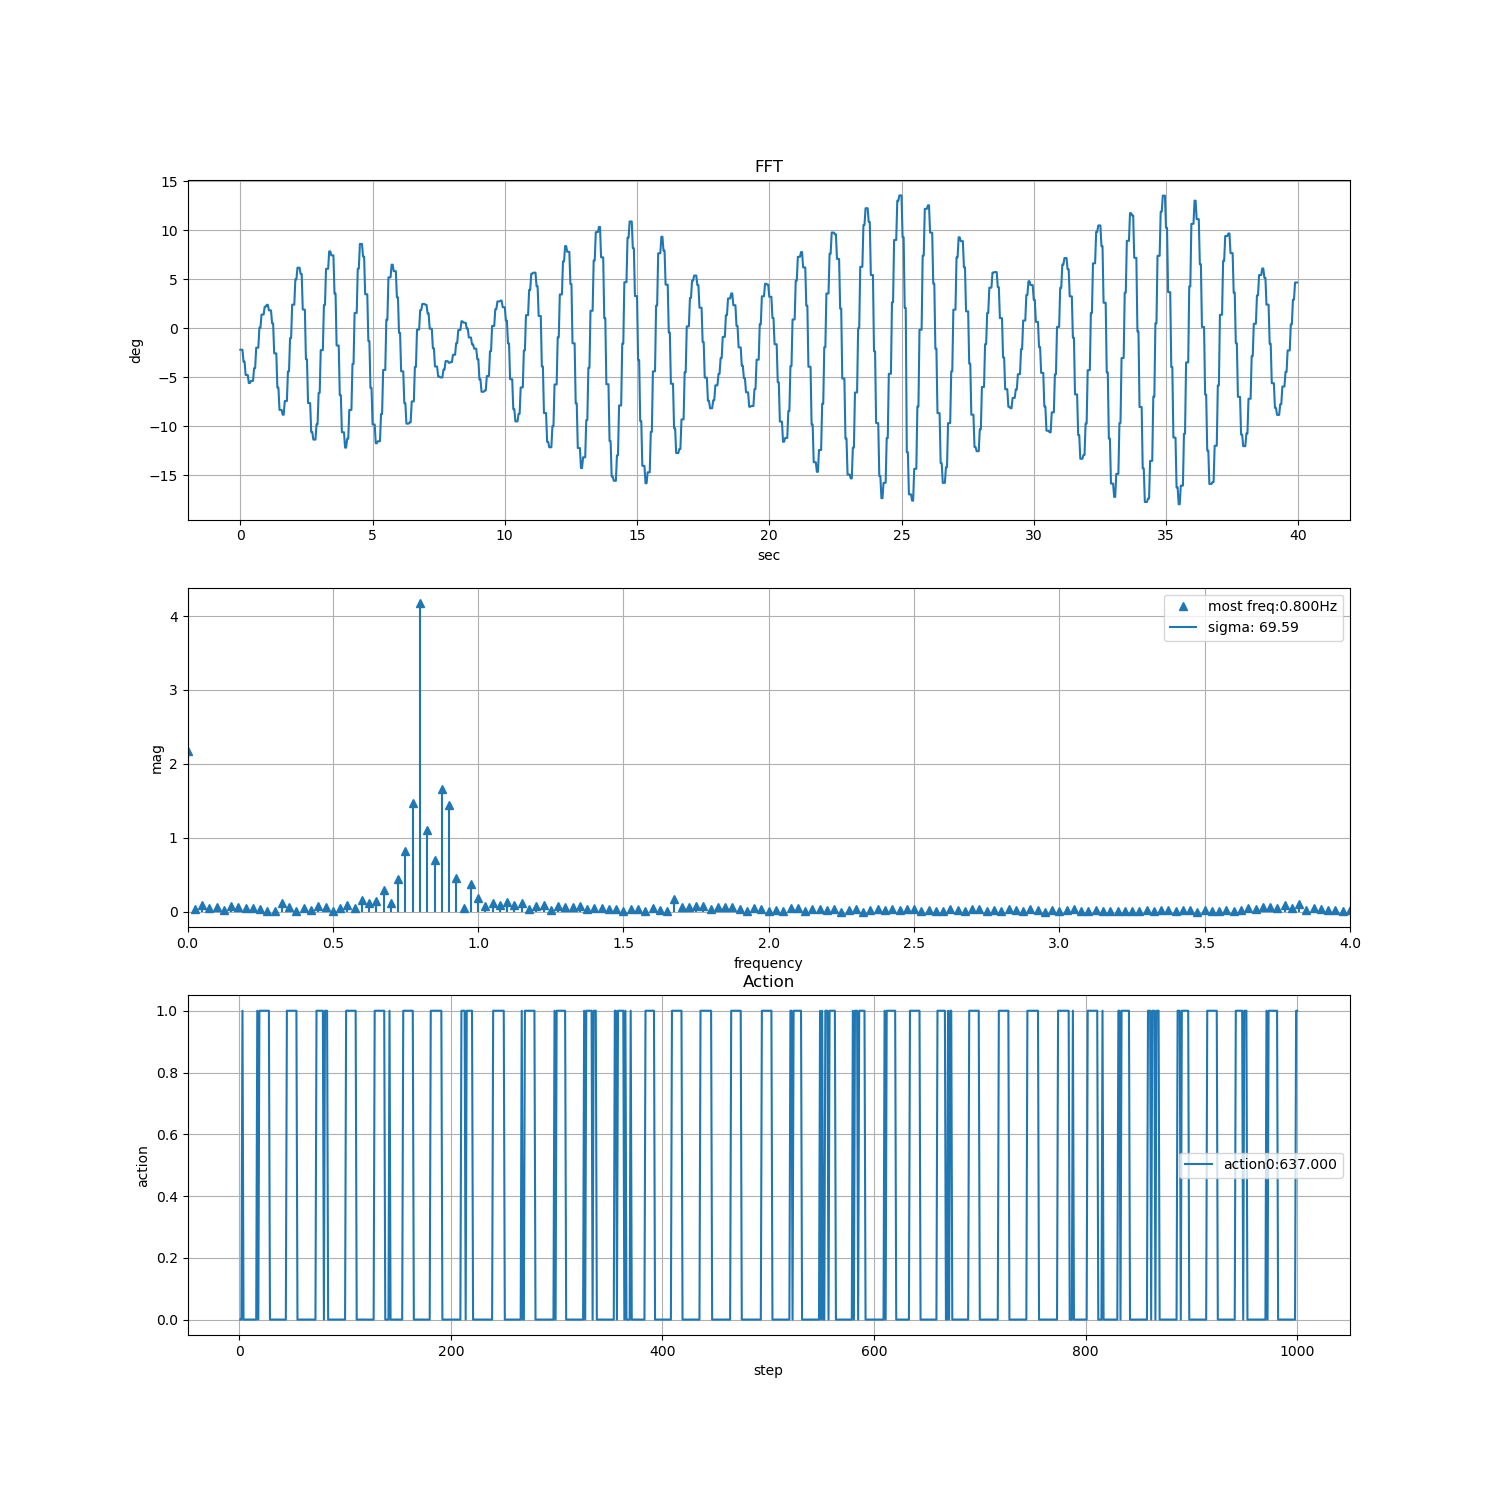 FFT
15
10
5
0
−5
−10
−15
deg
0 5 10 15 20 25 30 35 40
sec
4
3
2
1
0
mag
most freq:0.800Hz
sigma: 69.59
0.0 0.5 1.0 1.5 2.0 2.5 3.0 3.5 4.0
frequency
Action
1.0
0.8
0.6
0.4
0.2
0.0
action
action0:637.000
0 200 400 600 800 1000
step